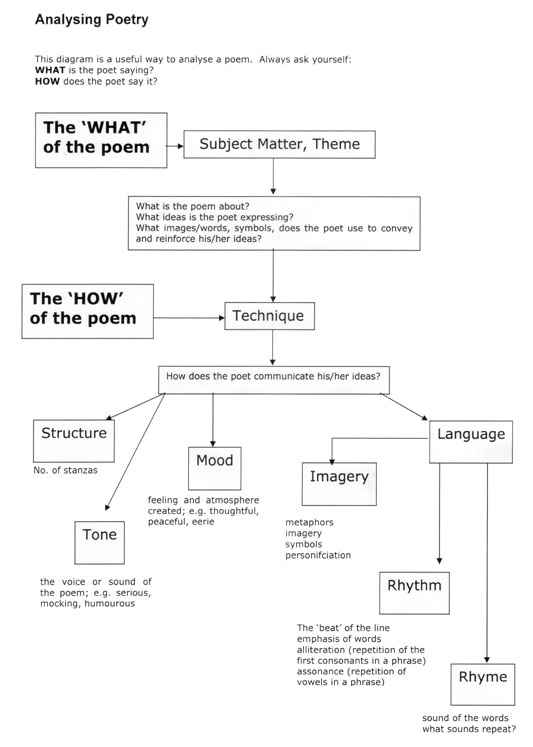 Analysing Poetry
This diagram is a useful way to analyse a poem. Always ask yourself:
WHAT is the poet saying?
HOW does the poet say it?
The 'WHAT'
of the poem
Subject Matter, Theme
What is the poem about?
What ideas is the poet expressing?
What images/words, symbols, does the poet use to convey
and reinforce his/her ideas?
The 'HOW'
of the poem
Technique
How does the poet communicate his/her ideas?
Structure
No. of stanzas
Mood
feeling and atmosphere
created; e.g. thoughtful,
peaceful, eerie
Tone
the voice or sound of
the poem; e.g. serious,
mocking, humourous
Language
Imagery
metaphors
imagery
symbols
personifciation
Rhythm
The 'beat' of the line
emphasis of words
alliteration (repetition of the
first consonants in a phrase)
assonance (repetition of
vowels in a phrase)
Rhyme
sound of the words
what sounds repeat?